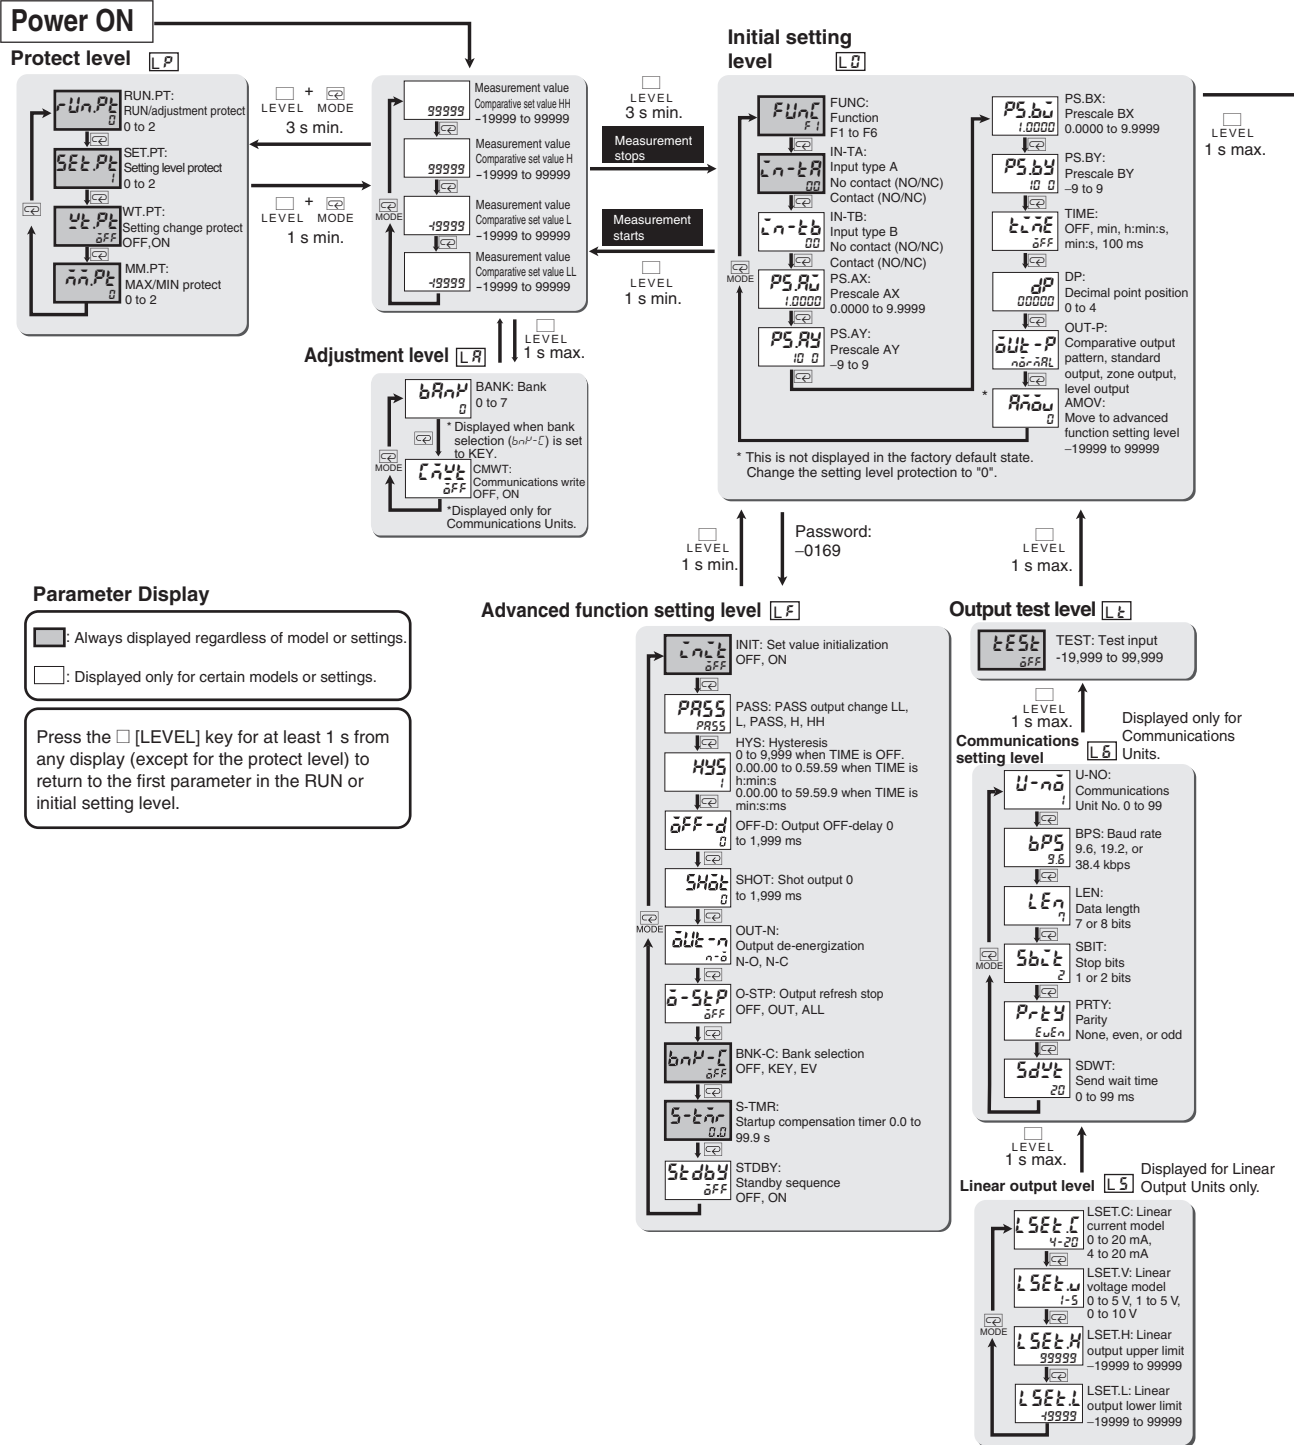 Power ON
Protect level LP
RUN.PT:
RUN/adjustment protect
0 to 2
SET.PT:
Setting level protect
0 to 2
WT.PT:
Setting change protect
OFF,ON
MM.PT:
MAX/MIN protect
0 to 2
LEVEL + MODE
3 s min.
LEVEL + MODE
1 s min.
Measurement value
Comparative set value HH
99999 –19999 to 99999
Measurement value
Comparative set value H
99999 –19999 to 99999
Measurement value
Comparative set value L
-19999 –19999 to 99999
Measurement value
Comparative set value LL
-19999 –19999 to 99999
MODE
LEVEL
3 s min.
Measurement
stops
Measurement
starts
LEVEL
1 s min.
Initial setting
level L0
FUNC:
Function
F1 to F6
IN-TA:
Input type A
No contact (NO/NC)
Contact (NO/NC)
IN-TB:
Input type B
No contact (NO/NC)
Contact (NO/NC)
PS.AX:
Prescale AX
0.0000 to 9.9999
PS.AY:
Prescale AY
–9 to 9
MODE
PS.BX:
Prescale BX
0.0000 to 9.9999
PS.BY:
Prescale BY
–9 to 9
TIME:
OFF, min, h:min:s,
min:s, 100 ms
DP:
Decimal point position
0 to 4
OUT-P:
Comparative output
pattern, standard
output, zone output,
level output
* AMOV:
Move to advanced
function setting level
–19999 to 99999
* This is not displayed in the factory default state.
Change the setting level protection to "0".
LEVEL
1 s max.
LEVEL
1 s max.
Adjustment level LA
BANK: Bank
0 to 7
* Displayed when bank
selection (bnK-C) is set
to KEY.
MODE
CMWT:
Communications write
OFF, ON
*Displayed only for
Communications Units.
LEVEL
1 s min.
Password:
–0169
LEVEL
1 s max.
Parameter Display
: Always displayed regardless of model or settings.
: Displayed only for certain models or settings.
Press the □ [LEVEL] key for at least 1 s from
any display (except for the protect level) to
return to the first parameter in the RUN or
initial setting level.
Advanced function setting level LF
INIT: Set value initialization
OFF, ON
PASS: PASS output change LL,
L, PASS, H, HH
HYS: Hysteresis
0 to 9,999 when TIME is OFF.
0.00.00 to 0.59.59 when TIME is
h:min:s
0.00.00 to 59.59.9 when TIME is
min:s:ms
OFF-D: Output OFF-delay 0
to 1,999 ms
SHOT: Shot output 0
to 1,999 ms
MODE
OUT-N:
Output de-energization
N-O, N-C
O-STP: Output refresh stop
OFF, OUT, ALL
BNK-C: Bank selection
OFF, KEY, EV
S-TMR:
Startup compensation timer 0.0 to
99.9 s
STDBY:
Standby sequence
OFF, ON
Output test level Lt
TEST: Test input
-19,999 to 99,999
LEVEL
1 s max.
Displayed only for
Communications
Units.
Communications
setting level L6
U-NO:
Communications
Unit No. 0 to 99
BPS: Baud rate
9.6, 19.2, or
38.4 kbps
LEN:
Data length
7 or 8 bits
SBIT:
Stop bits
1 or 2 bits
MODE
PRTY:
Parity
None, even, or odd
SDWT:
Send wait time
0 to 99 ms
LEVEL
1 s max.
Linear output level L5
Displayed for Linear
Output Units only.
LSET.C: Linear
current model
0 to 20 mA,
4 to 20 mA
LSET.V: Linear
voltage model
0 to 5 V, 1 to 5 V,
0 to 10 V
MODE
LSET.H: Linear
output upper limit
–19999 to 99999
LSET.L: Linear
output lower limit
–19999 to 99999